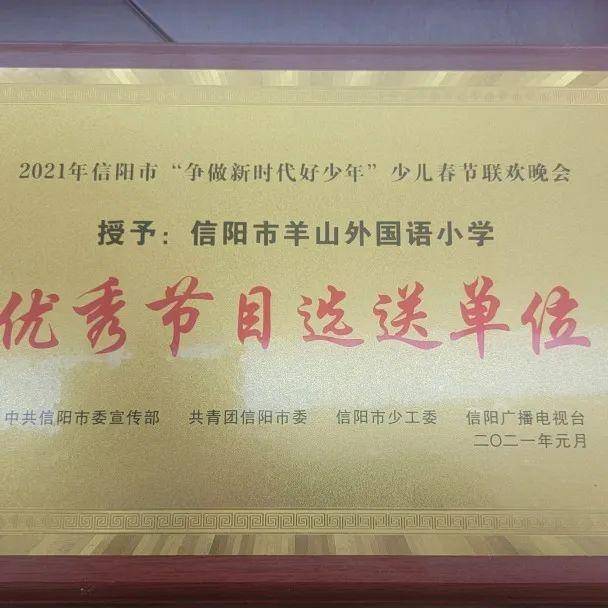 2021年信阳市“争做新时代好少年”少儿春节联欢晚会
授予：信阳市羊山外国语小学
优秀节目选送单位
中共信阳市委宣传部 共青团信阳市委 信阳市少工委 信阳广播电视台
二〇二一年元月